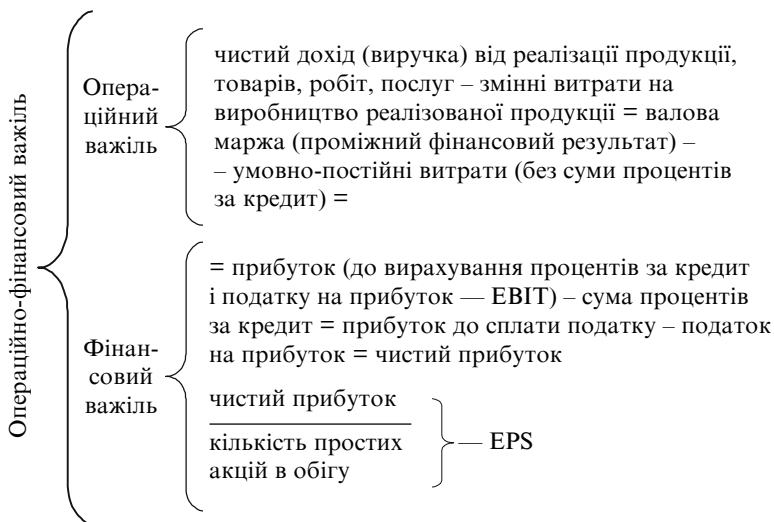 Операційно-фінансовий важіль
Опера-
ційний
важіль
чистий дохід (виручка) від реалізації продукції,
товарів, робіт, послуг – змінні витрати на
виробництво реалізованої продукції = валова
маржа (проміжний фінансовий результат) –
– умовно-постійні витрати (без суми процентів
за кредит) =
Фінан-
совий
важіль
= прибуток (до вирахування процентів за кредит
і податку на прибуток — EBIT) – сума процентів
за кредит = прибуток до сплати податку – податок
на прибуток = чистий прибуток
чистий прибуток
кількість простих
акцій в обігу
— EPS